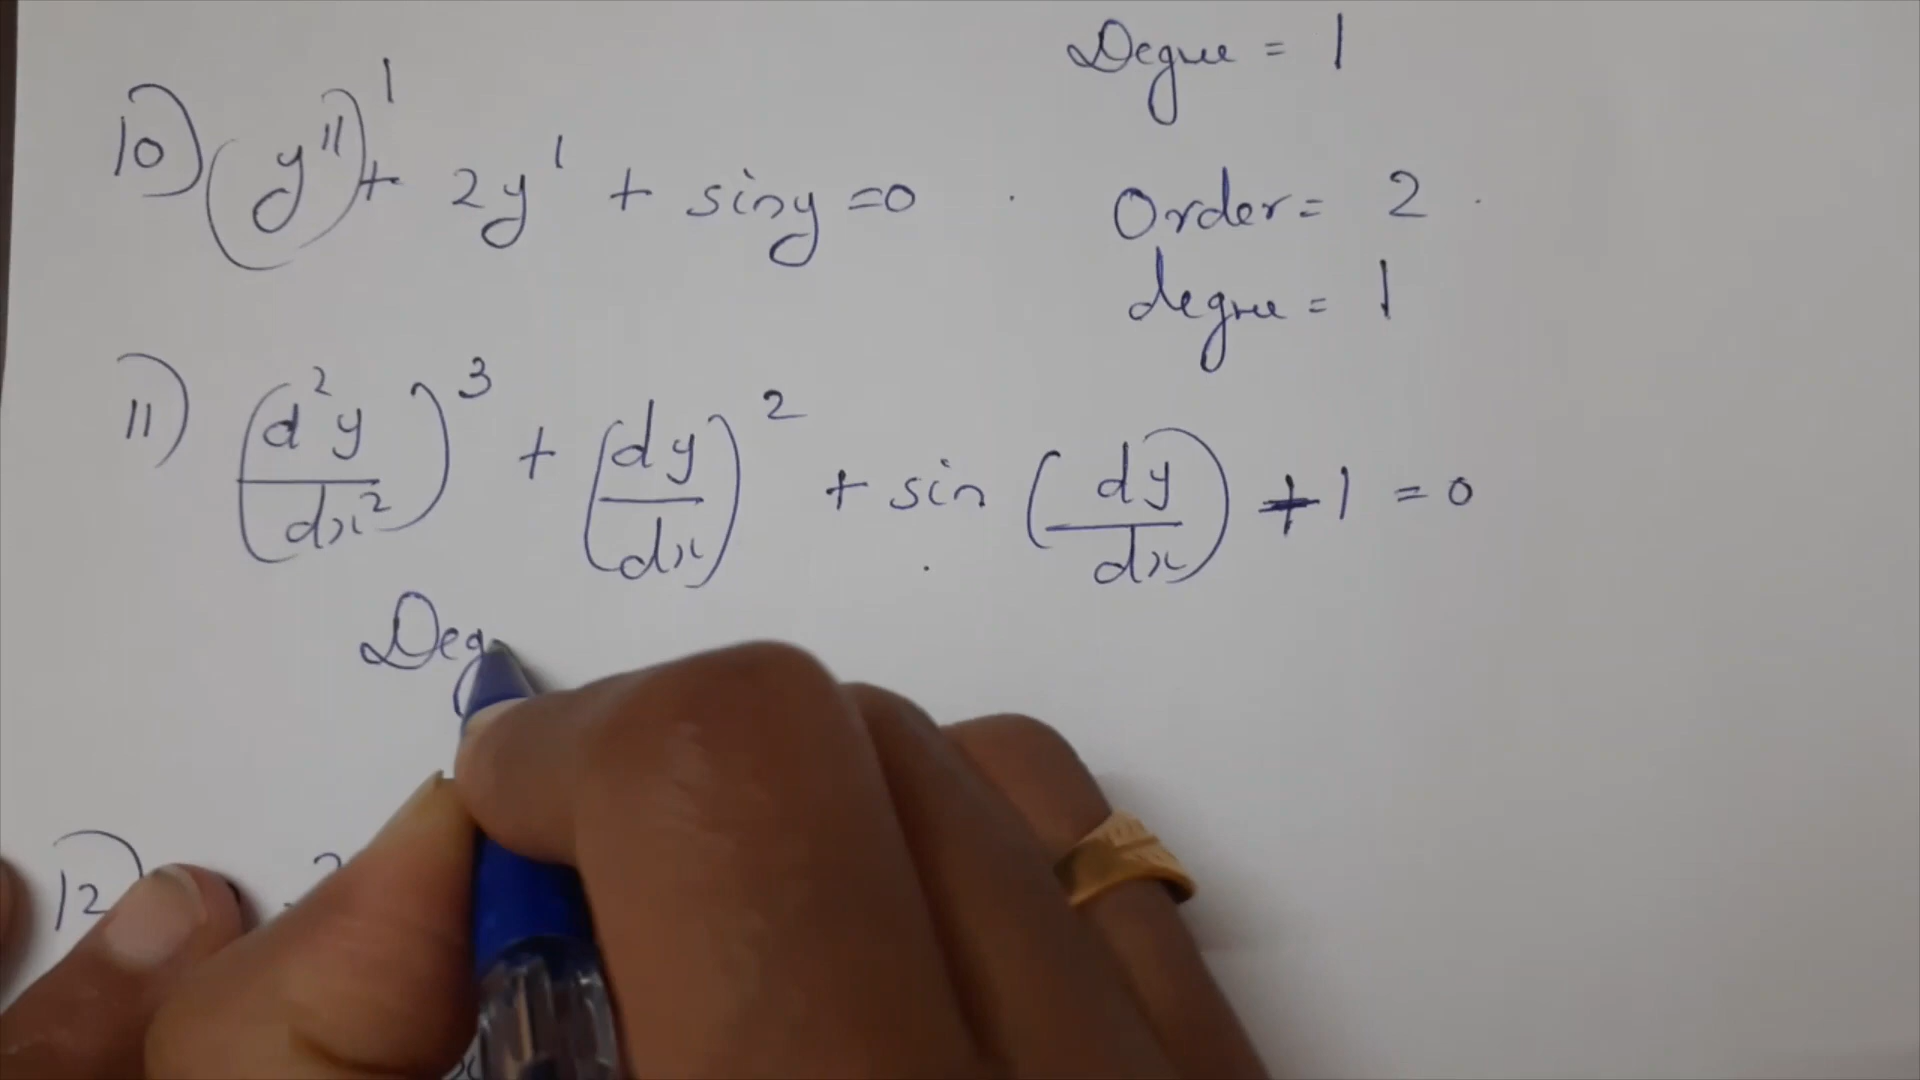 Degree = 1
10) (y'')¹ + 2y' + siny = 0
Order = 2
degree = 1
11) (d²y/dx²)³ + (dy/dx)² + sin (dy/dx) + 1 = 0
Deg
12)